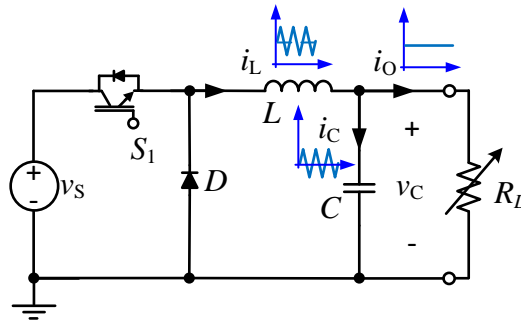 i_L
i_O
S_1
L
i_C
+
+
-
v_S
D
C
v_C
R_L
-